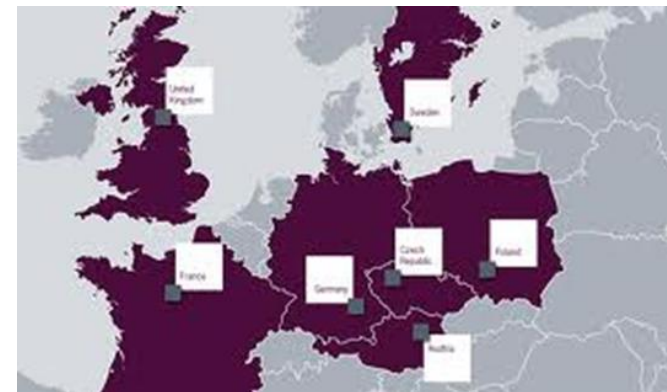 United
Kingdom
Sweden
Czech
Republic
Poland
France
Germany
Austria